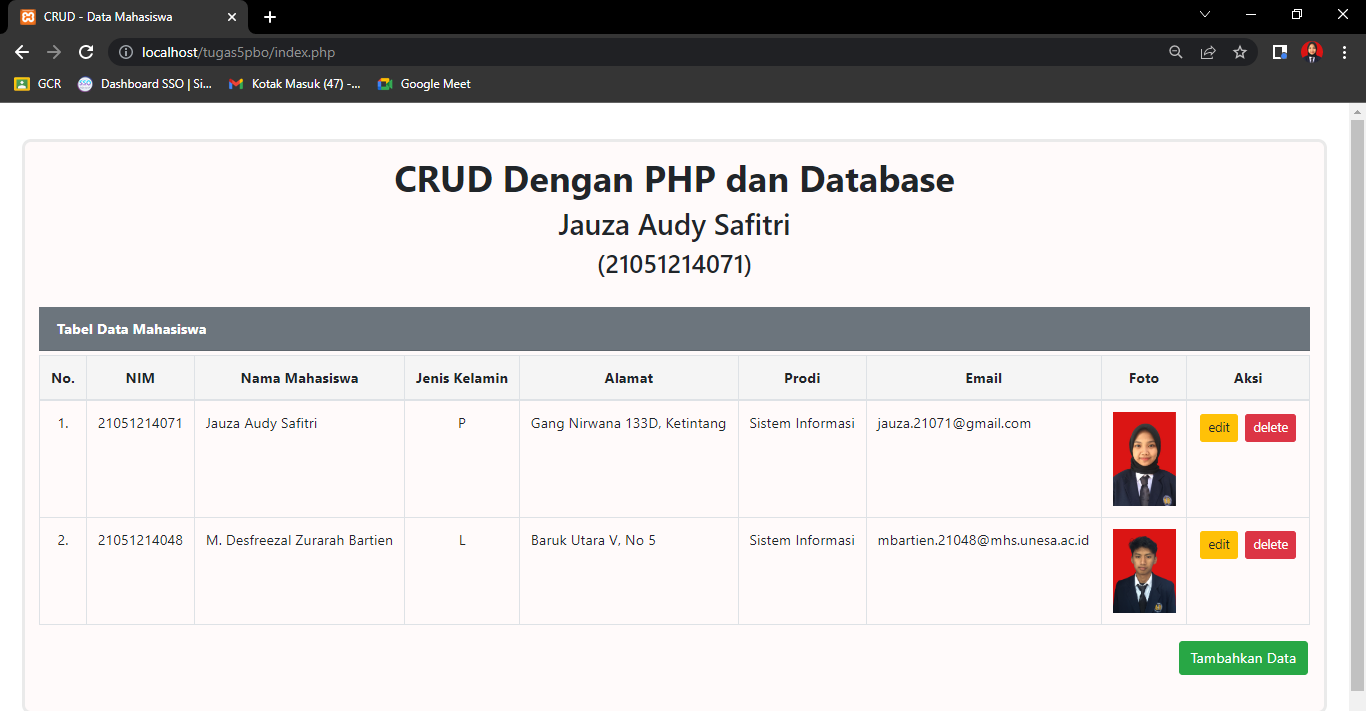 CRUD - Data Mahasiswa
localhost/tugas5pbo/index.php
GCR Dashboard SSO | Si... Kotak Masuk (47) -... Google Meet
CRUD Dengan PHP dan Database
Jauza Audy Safitri
(21051214071)
Tabel Data Mahasiswa
No. NIM Nama Mahasiswa Jenis Kelamin Alamat Prodi Email Foto Aksi
1. 21051214071 Jauza Audy Safitri P Gang Nirwana 133D, Ketintang Sistem Informasi jauza.21071@gmail.com edit delete
2. 21051214048 M. Desfreezal Zurarah Bartien L Baruk Utara V, No 5 Sistem Informasi mbartien.21048@mhs.unesa.ac.id edit delete
Tambahkan Data